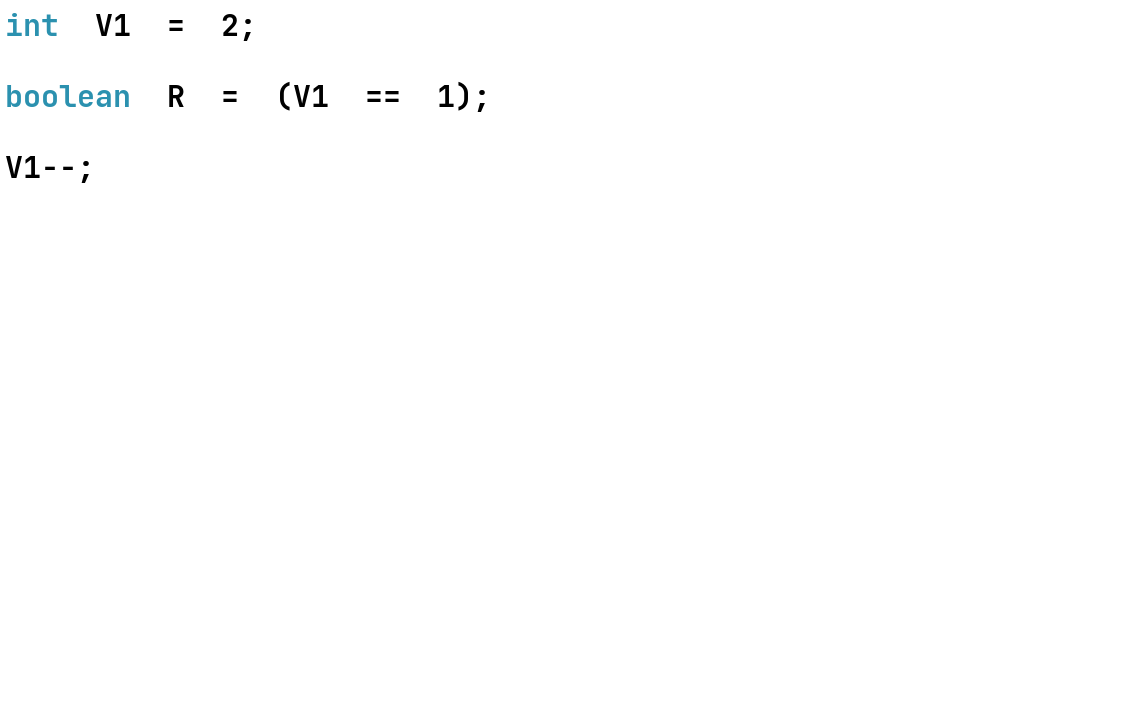 int V1 = 2;
boolean R = (V1 == 1);
V1--;